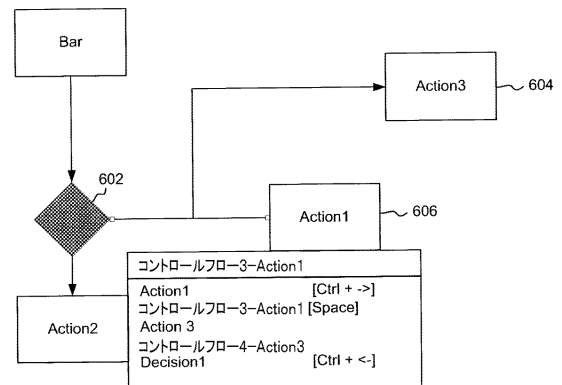 Bar
Action3
604
602
Action1
606
コントロールフロー3-Action1
Action1 [Ctrl + ->]
コントロールフロー3-Action1 [Space]
Action 3
コントロールフロー4-Action3
Decision1 [Ctrl + <-]
Action2